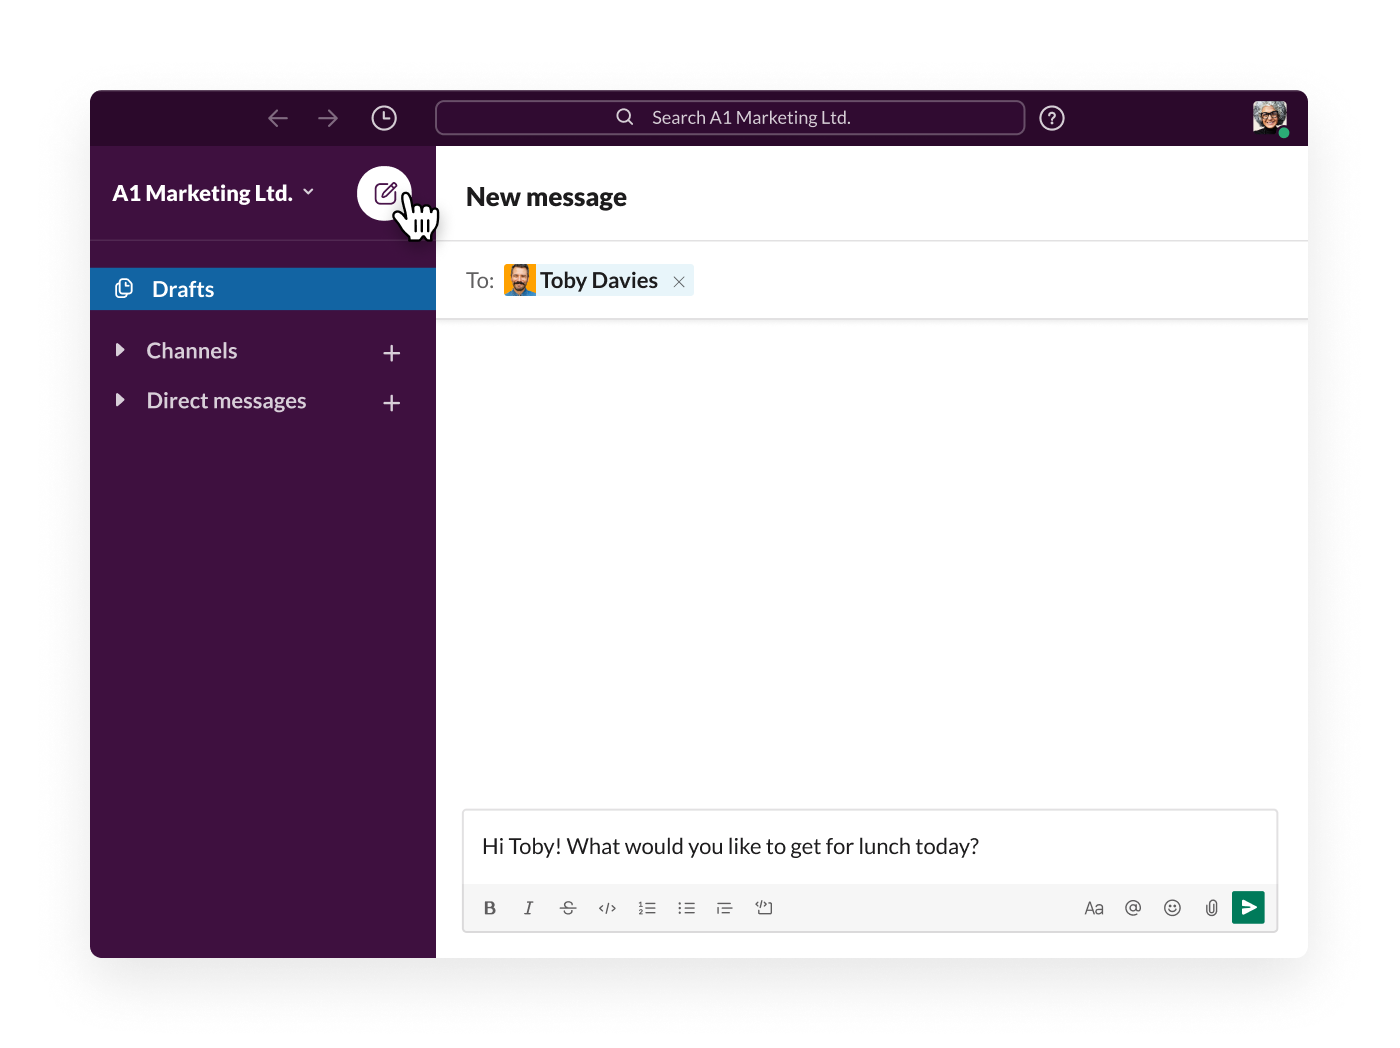 Search A1 Marketing Ltd.
A1 Marketing Ltd.
New message
To: Toby Davies
Drafts
Channels
Direct messages
Hi Toby! What would you like to get for lunch today?
B I S </> Aa @